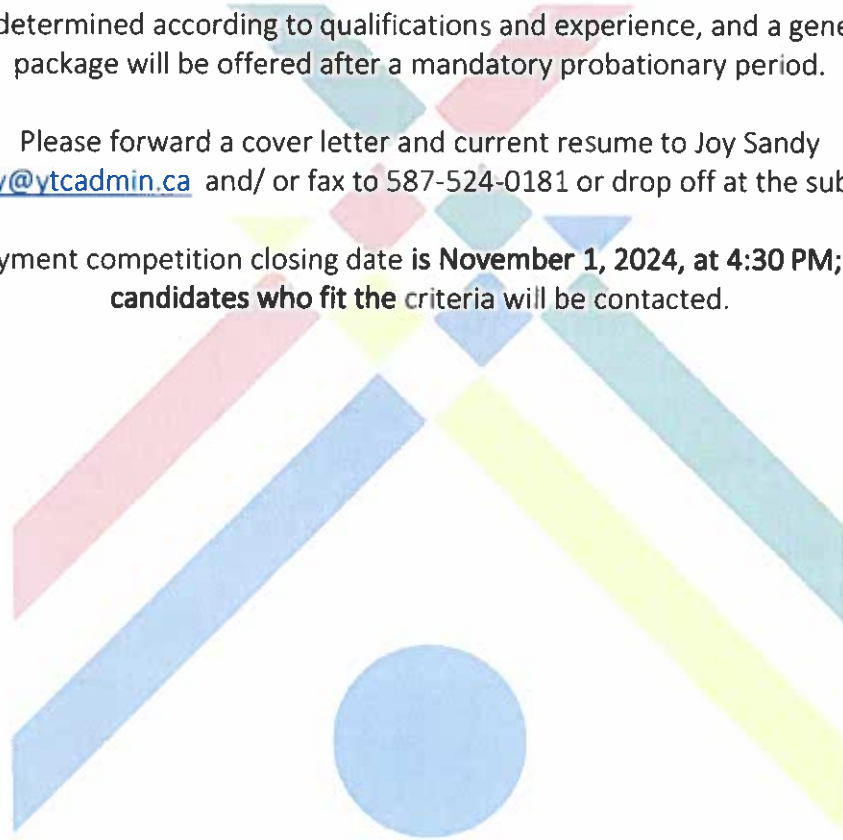 determined according to qualifications and experience, and a gene
package will be offered after a mandatory probationary period.
Please forward a cover letter and current resume to Joy Sandy
y@ytcadmin.ca and/ or fax to 587-524-0181 or drop off at the sub
yment competition closing date is November 1, 2024, at 4:30 PM;
candidates who fit the criteria will be contacted.